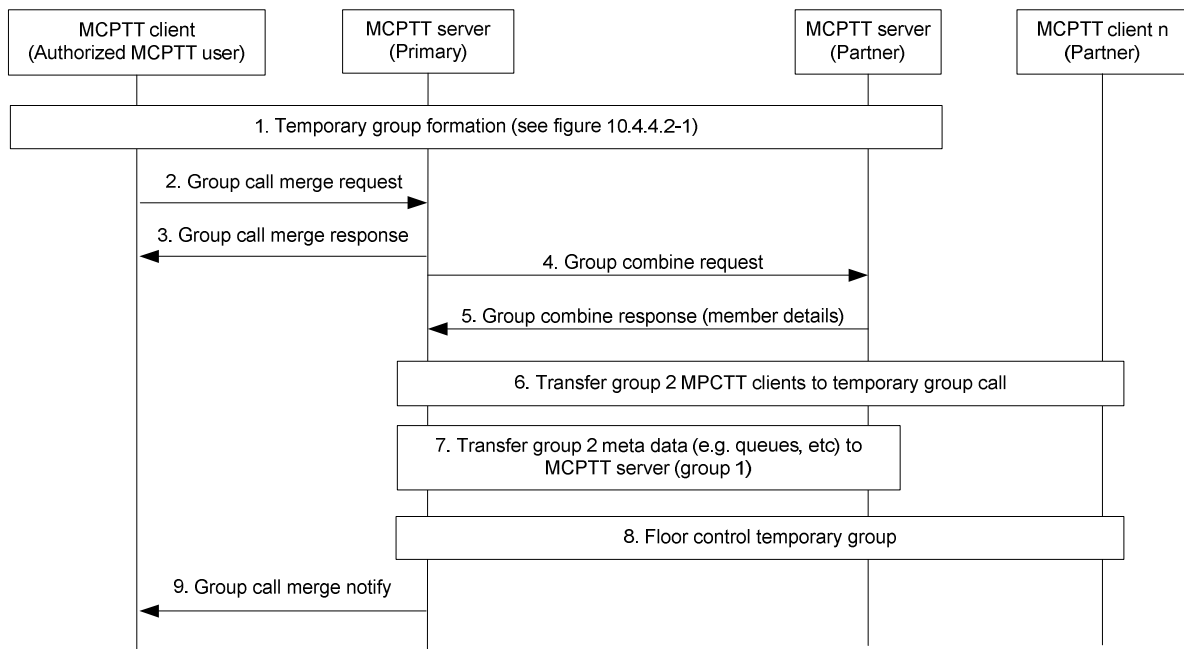 MCPTT client
(Authorized MCPTT user)
MCPTT server
(Primary)
MCPTT server
(Partner)
MCPTT client n
(Partner)
1. Temporary group formation (see figure 10.4.4.2-1)
2. Group call merge request
3. Group call merge response
4. Group combine request
5. Group combine response (member details)
6. Transfer group 2 MPCTT clients to temporary group call
7. Transfer group 2 meta data (e.g. queues, etc) to
MCPTT server (group 1)
8. Floor control temporary group
9. Group call merge notify